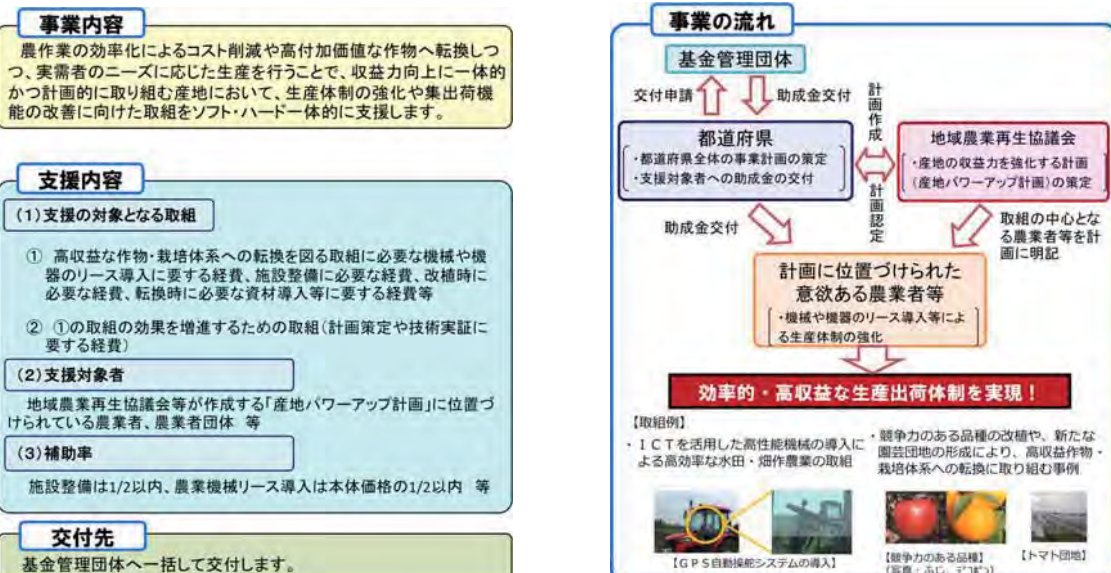 事業内容
農作業の効率化によるコスト削減や高付加価値な作物へ転換しつ
つ、実需者のニーズに応じた生産を行うことで、収益力向上に一体的
かつ計画的に取り組む産地において、生産体制の強化や集出荷機
能の改善に向けた取組をソフト・ハード一体的に支援します。
支援内容
(1)支援の対象となる取組
① 高収益な作物・栽培体系への転換を図る取組に必要な機械や機
器のリース導入に要する経費、施設整備に必要な経費、改植時に
必要な経費、転換時に必要な資材導入等に要する経費等
② ①の取組の効果を増進するための取組(計画策定や技術実証に
要する経費)
(2)支援対象者
地域農業再生協議会等が作成する「産地パワーアップ計画」に位置づ
けられている農業者、農業者団体 等
(3)補助率
施設整備は1/2以内、農業機械リース導入は本体価格の1/2以内 等
交付先
基金管理団体へ一括して交付します。
事業の流れ
基金管理団体
交付申請
助成金交付
計画作成
都道府県
・都道府県全体の事業計画の策定
・支援対象者への助成金の交付
地域農業再生協議会
・産地の収益力を強化する計画
(産地パワーアップ計画)の策定
計画認定
助成金交付
取組の中心とな
る農業者等を計
画に明記
計画に位置づけられた
意欲ある農業者等
・機械や機器のリース導入等によ
る生産体制の強化
効率的・高収益な生産出荷体制を実現!
【取組例】
・ICTを活用した高性能機械の導入に
よる高効率な水田・畑作農業の取組
・競争力のある品種の改植や、新たな
園芸団地の形成により、高収益作物・
栽培体系への転換に取り組む事例
【GPS自動操舵システムの導入】
【競争力のある品種】
(写真:ふじ、デコポン)
【トマト団地】